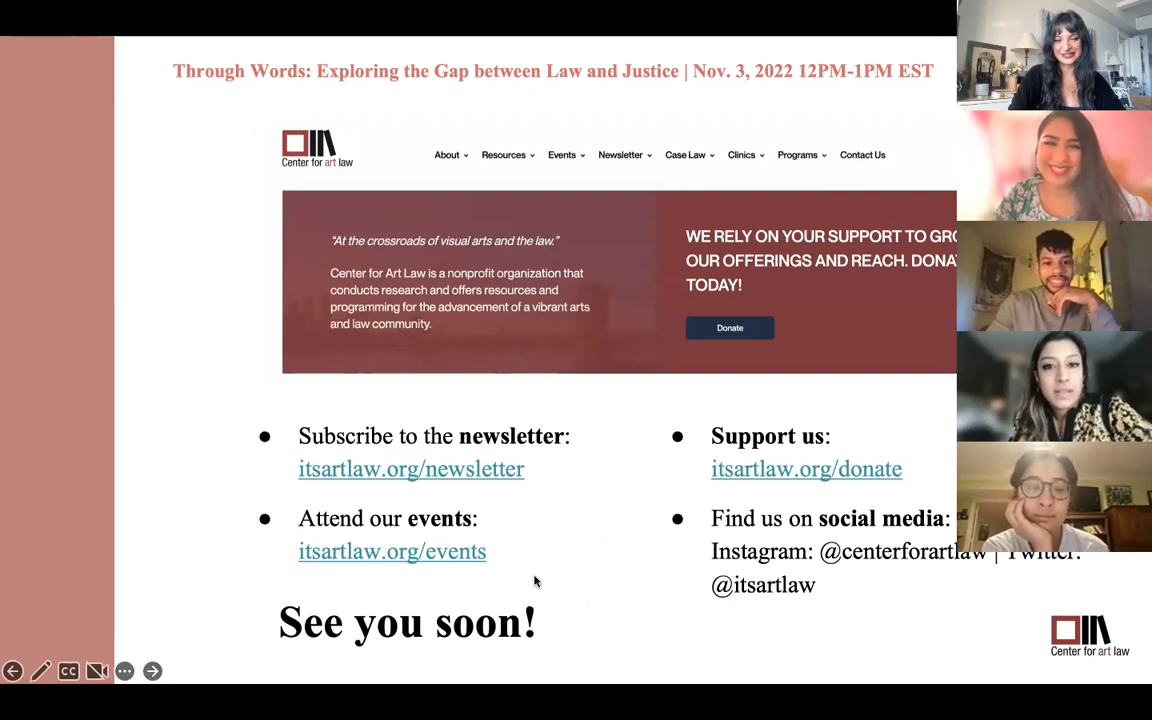 Through Words: Exploring the Gap between Law and Justice | Nov. 3, 2022 12PM-1PM EST
Center for art law
About Resources Events Newsletter Case Law Clinics Programs Contact Us
“At the crossroads of visual arts and the law.”
Center for Art Law is a nonprofit organization that
conducts research and offers resources and
programming for the advancement of a vibrant arts
and law community.
WE RELY ON YOUR SUPPORT TO
OUR OFFERINGS AND REACH.
TODAY!
Donate
● Subscribe to the newsletter:
itsartlaw.org/newsletter
● Attend our events:
itsartlaw.org/events
● Support us:
itsartlaw.org/donate
● Find us on social media:
Instagram: @centerforartlaw | Twitter:
@itsartlaw
See you soon!
Center for art law
CC